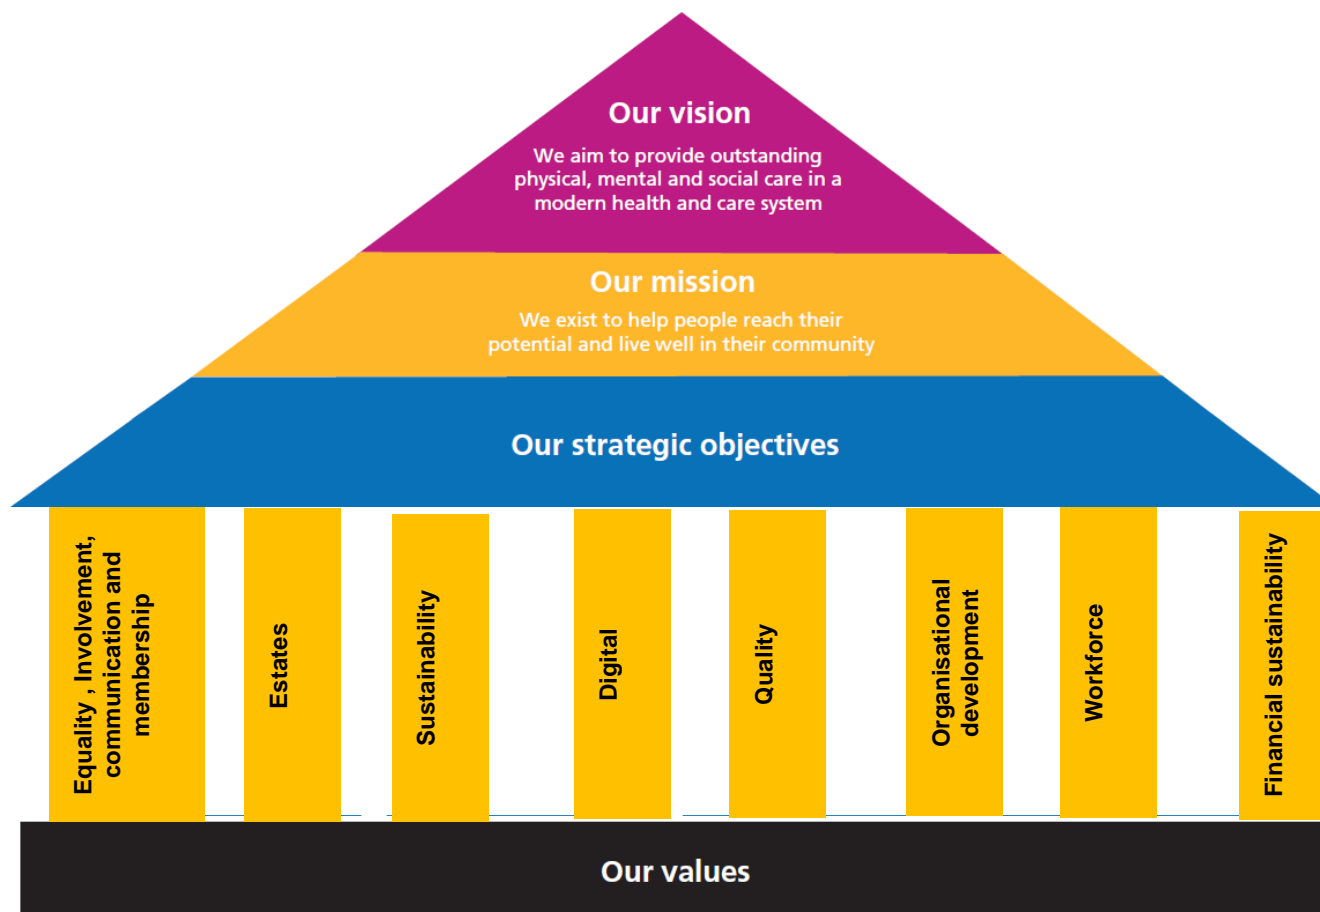 Our vision
We aim to provide outstanding
physical, mental and social care in a
modern health and care system
Our mission
We exist to help people reach their
potential and live well in their community
Our strategic objectives
Equality , Involvement,
communication and
membership
Estates
Sustainability
Digital
Quality
Organisational
development
Workforce
Financial sustainability
Our values